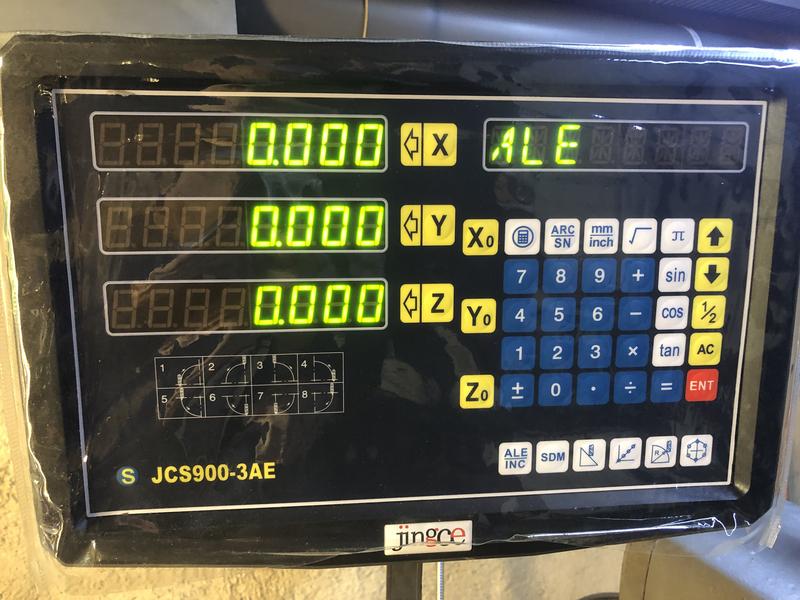 0.000 X ALE
0.000 Y
0.000 Z
X0 ARC SN mm inch √ π
7 8 9 + sin
Y0 4 5 6 − cos 1/2
1 2 3 × tan AC
Z0 ± 0 · ÷ = ENT
1 2 3 4
5 6 7 8
ALE INC SDM R
S JCS900-3AE
jingce